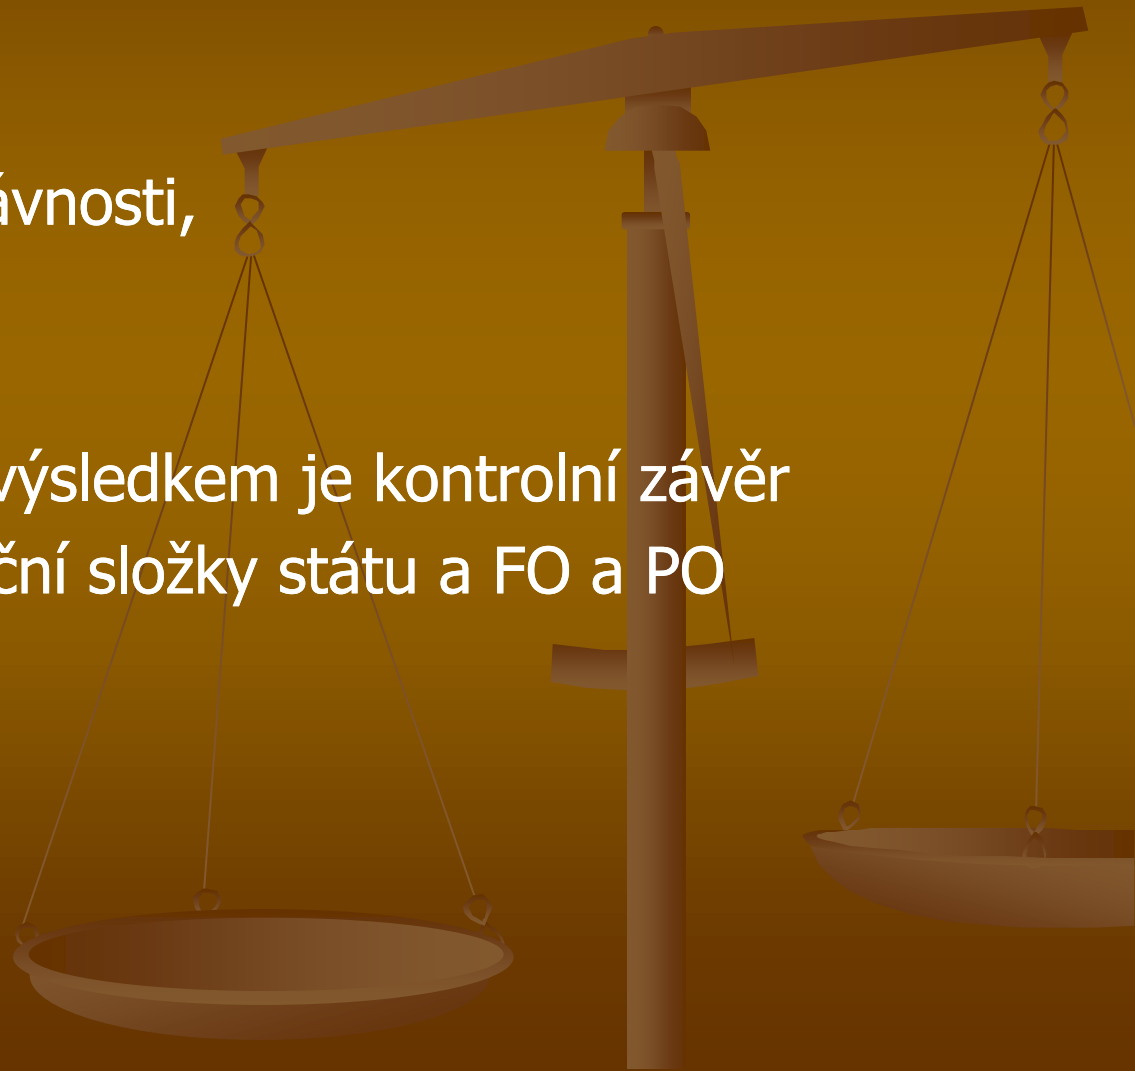 ávnosti,
výsledkem je kontrolní závěr
ční složky státu a FO a PO